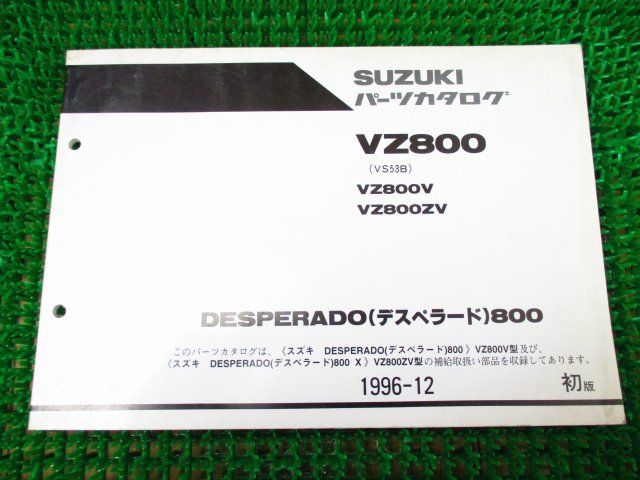 SUZUKI
パーツカタログ
VZ800
(VS53B)
VZ800V
VZ800ZV
DESPERADO(デスペラード)800
このパーツカタログは、《スズキ DESPERADO(デスペラード)800》VZ800V型及び、
《スズキ DESPERADO(デスペラード)800 X》VZ800ZV型の補給取扱い部品を収録してあります。
1996-12 初版